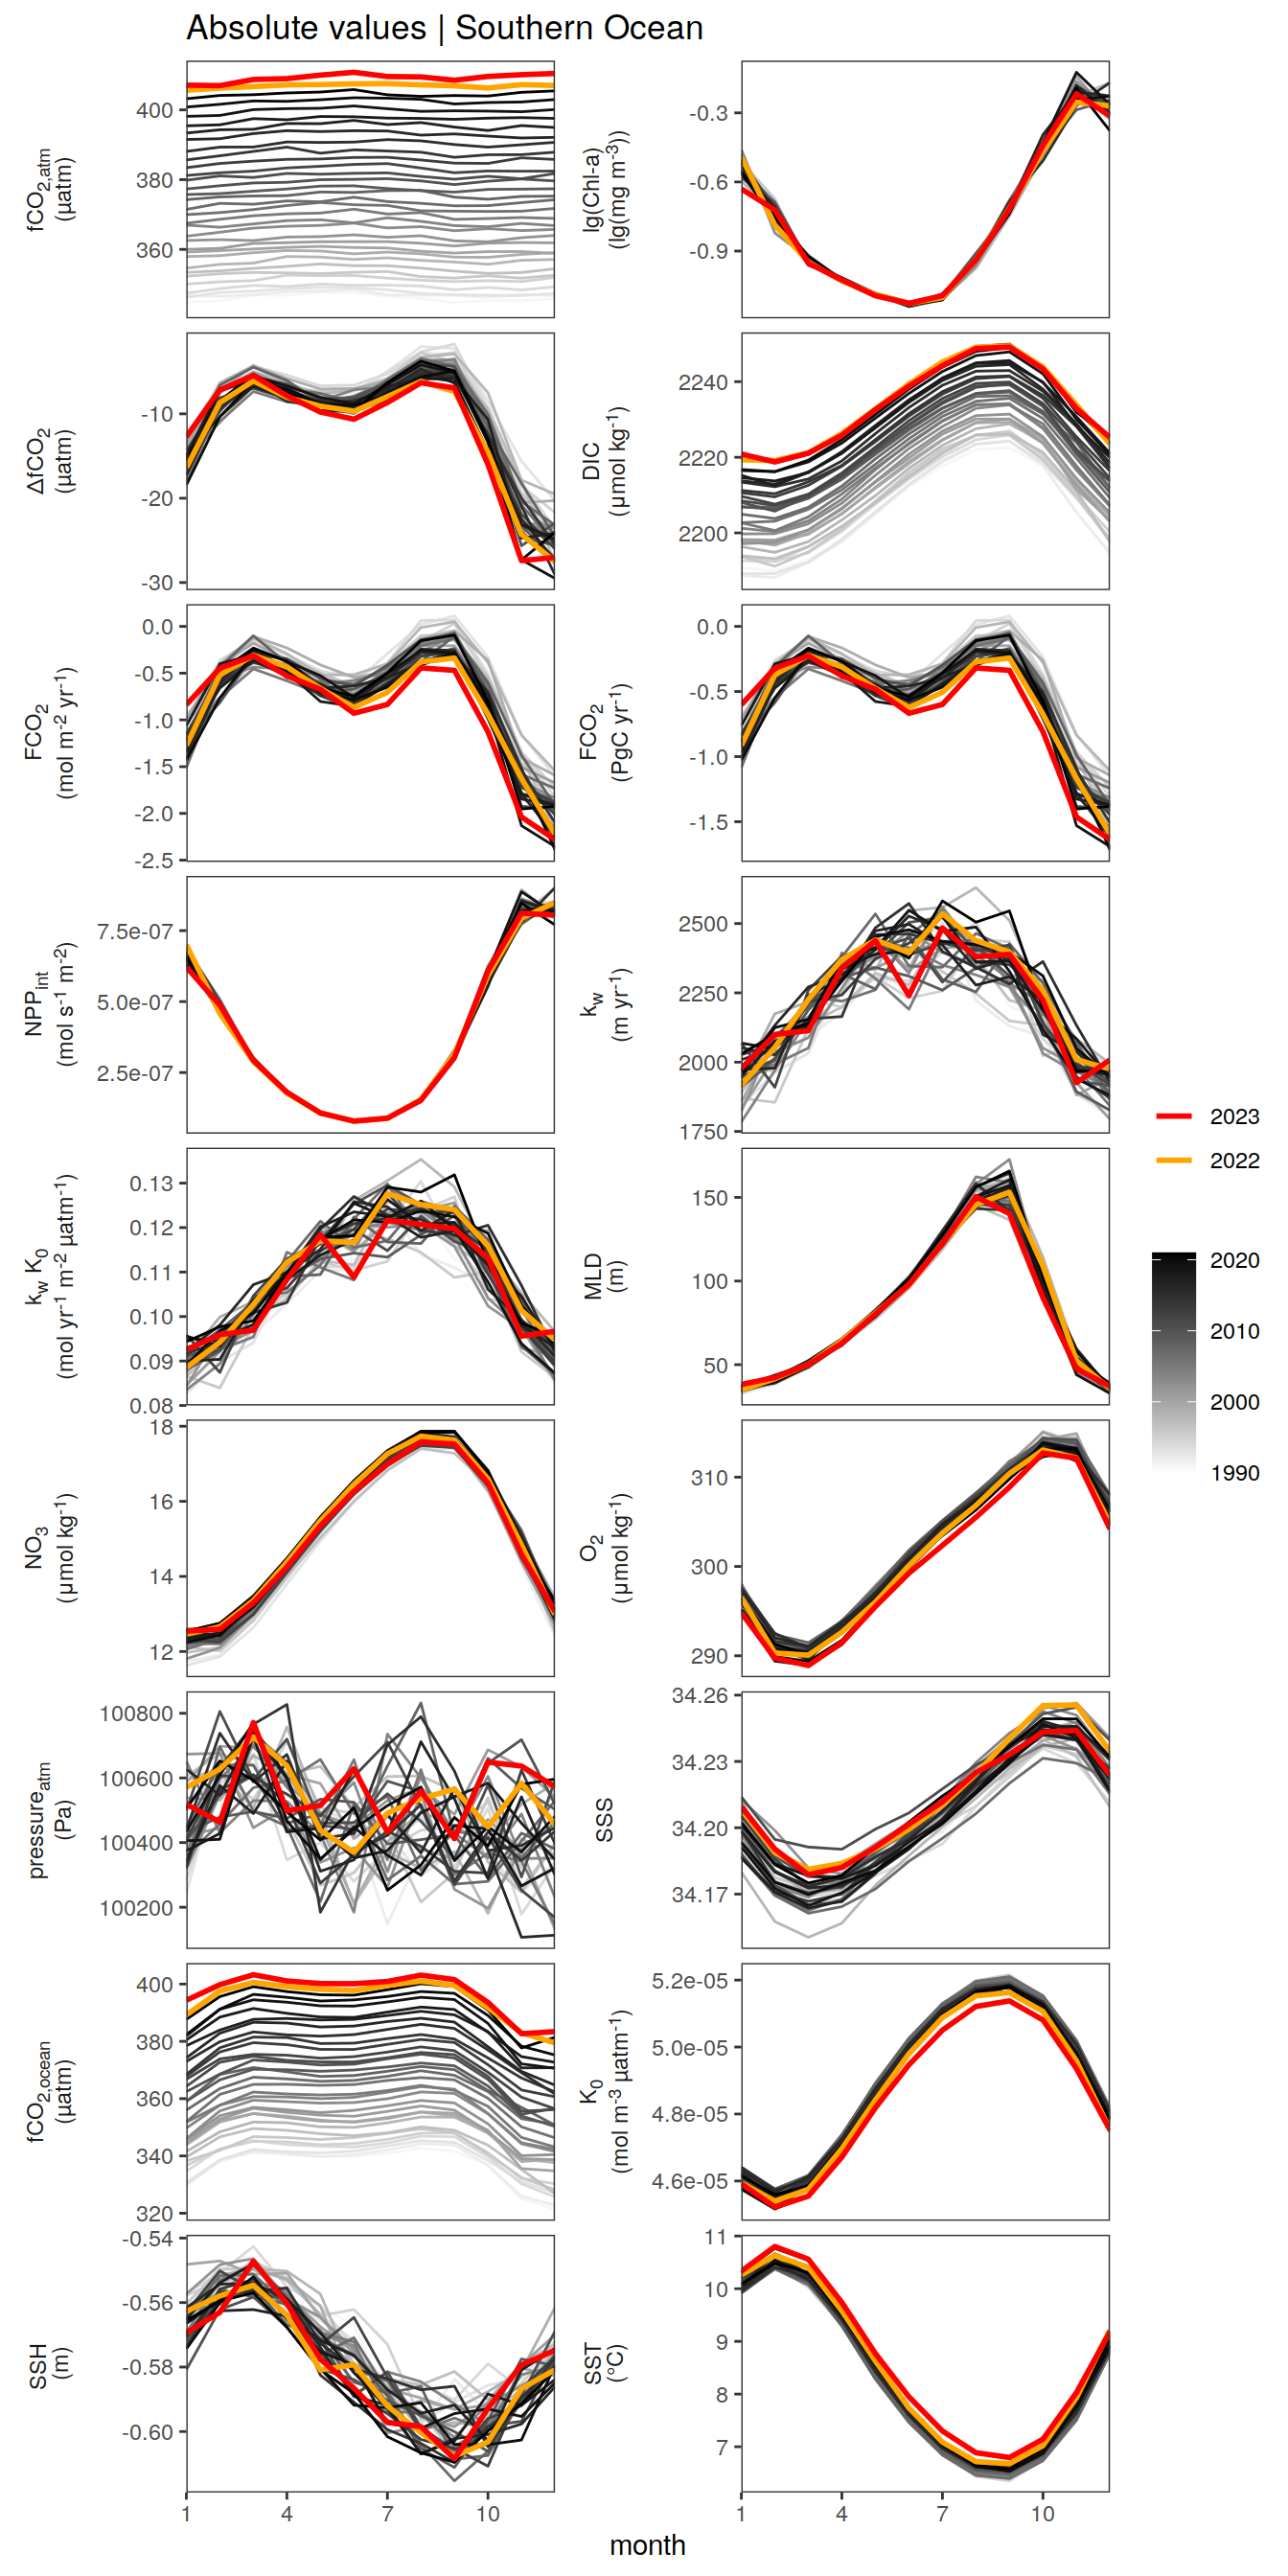 Absolute values | Southern Ocean
fCO2,atm
(µatm)
400
380
360
lg(Chl-a)
(lg(mg m-3))
-0.3
-0.6
-0.9
ΔfCO2
(µatm)
-10
-20
-30
DIC
(µmol kg-1)
2240
2220
2200
FCO2
(mol m-2 yr-1)
0.0
-0.5
-1.0
-1.5
-2.0
-2.5
FCO2
(PgC yr-1)
0.0
-0.5
-1.0
-1.5
NPPint
(mol s-1 m-2)
7.5e-07
5.0e-07
2.5e-07
kw
(m yr-1)
2500
2250
2000
1750
kw K0
(mol yr-1 m-2 µatm-1)
0.13
0.12
0.11
0.10
0.09
0.08
MLD
(m)
150
100
50
NO3
(µmol kg-1)
18
16
14
12
O2
(µmol kg-1)
310
300
290
pressureatm
(Pa)
100800
100600
100400
100200
SSS
34.26
34.23
34.20
34.17
fCO2,ocean
(µatm)
400
380
360
340
320
K0
(mol m-3 µatm-1)
5.2e-05
5.0e-05
4.8e-05
4.6e-05
SSH
(m)
-0.54
-0.56
-0.58
-0.60
SST
(°C)
11
10
9
8
7
1 4 7 10
1 4 7 10
month
2023
2022
2020
2010
2000
1990